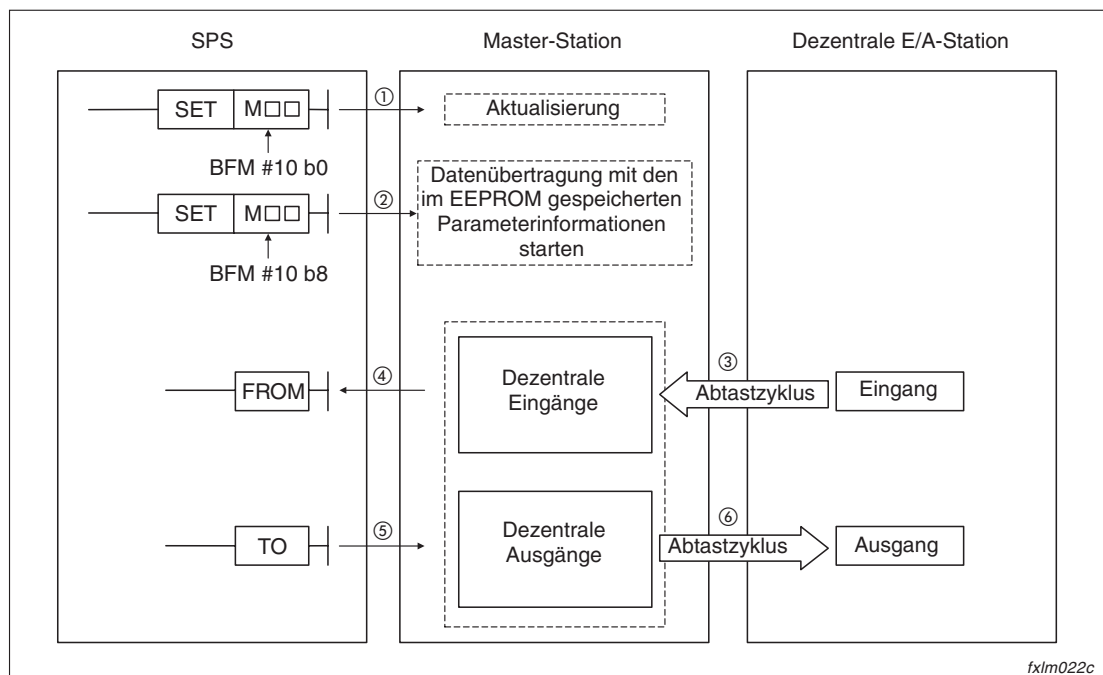 SPS
Master-Station
Dezentrale E/A-Station
SET M□□
①
Aktualisierung
BFM #10 b0
SET M□□
②
Datenübertragung mit den
im EEPROM gespeicherten
Parameterinformationen
starten
BFM #10 b8
FROM
④
Dezentrale
Eingänge
③
Abtastzyklus
Eingang
TO
⑤
Dezentrale
Ausgänge
⑥
Abtastzyklus
Ausgang
fxlm022c